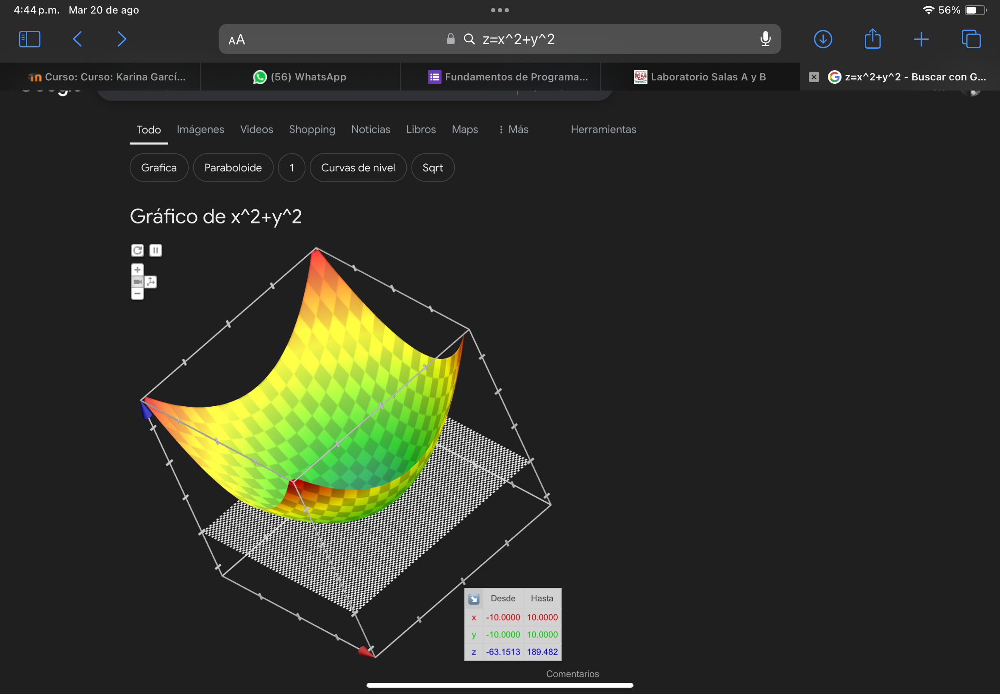 4:44 p.m. Mar 20 de ago
56%
AA z=x^2+y^2
Curso: Curso: Karina Garcí...
(56) WhatsApp
Fundamentos de Programa...
Laboratorio Salas A y B
z=x^2+y^2 - Buscar con G...
Todo Imágenes Videos Shopping Noticias Libros Maps Más Herramientas
Grafica Paraboloide 1 Curvas de nivel Sqrt
Gráfico de x^2+y^2
Desde Hasta
x -10.0000 10.0000
y -10.0000 10.0000
z -63.1513 189.482
Comentarios